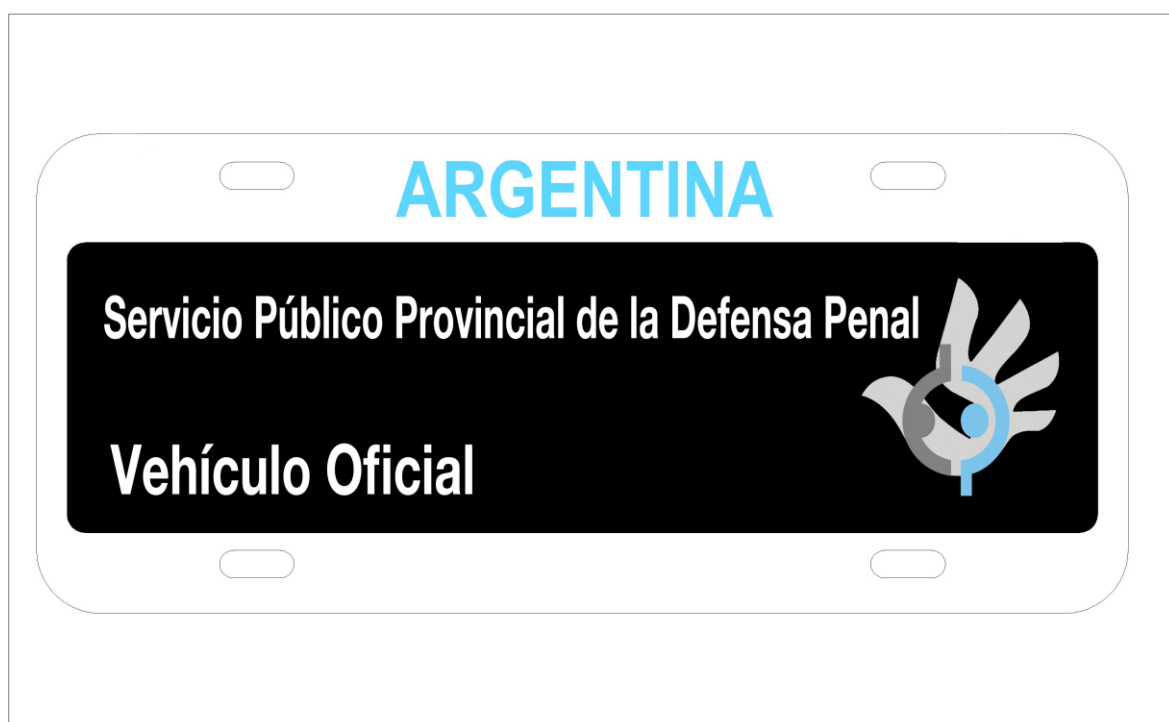 ARGENTINA
Servicio Público Provincial de la Defensa Penal
Vehículo Oficial